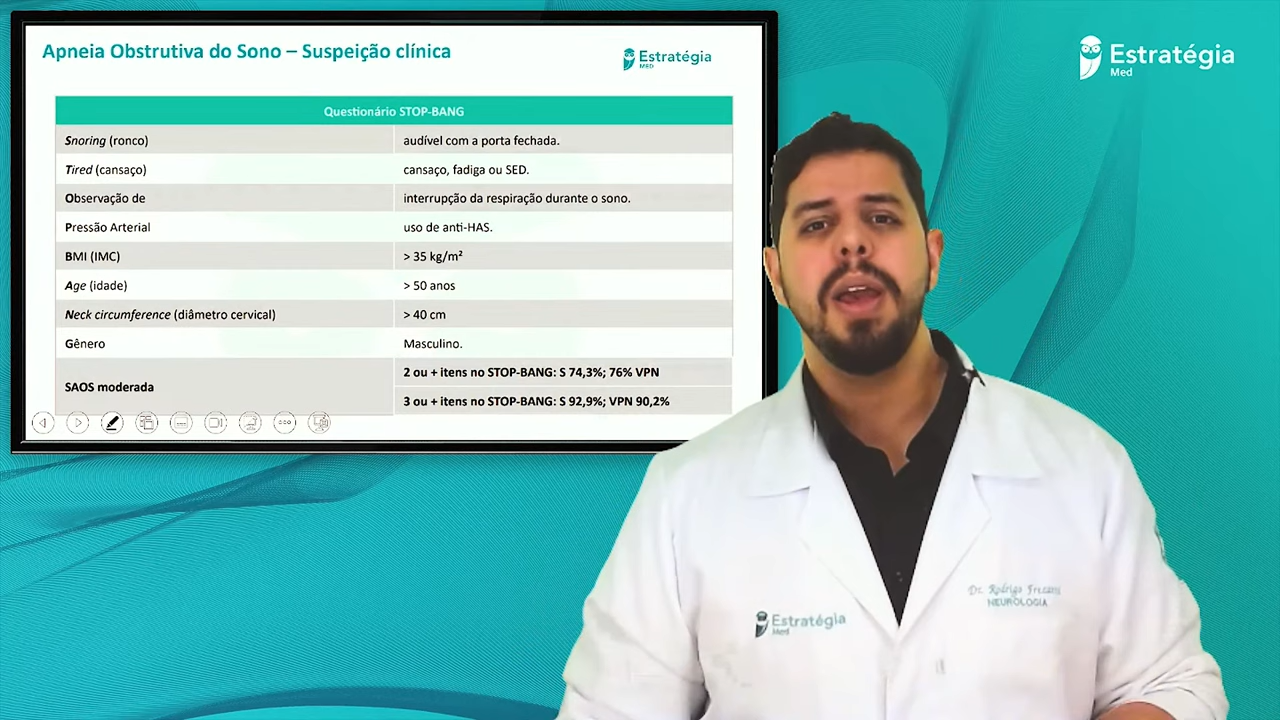 Apneia Obstrutiva do Sono – Suspeição clínica
Estratégia
MED
Estratégia
Med
Questionário STOP-BANG
Snoring (ronco) audível com a porta fechada.
Tired (cansaço) cansaço, fadiga ou SED.
Observação de interrupção da respiração durante o sono.
Pressão Arterial uso de anti-HAS.
BMI (IMC) > 35 kg/m²
Age (idade) > 50 anos
Neck circumference (diâmetro cervical) > 40 cm
Gênero Masculino.
SAOS moderada
2 ou + itens no STOP-BANG: S 74,3%; 76% VPN
3 ou + itens no STOP-BANG: S 92,9%; VPN 90,2%
Dr. Rodrigo
NEUROLOGIA
Estratégia
Med